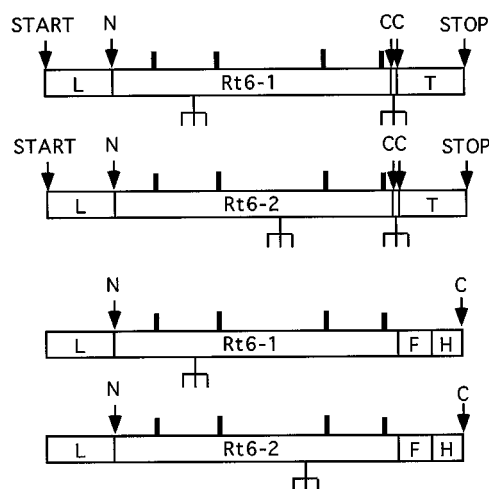 START N CC STOP
L Rt6-1 T
START N CC STOP
L Rt6-2 T
N C
L Rt6-1 F H
N C
L Rt6-2 F H